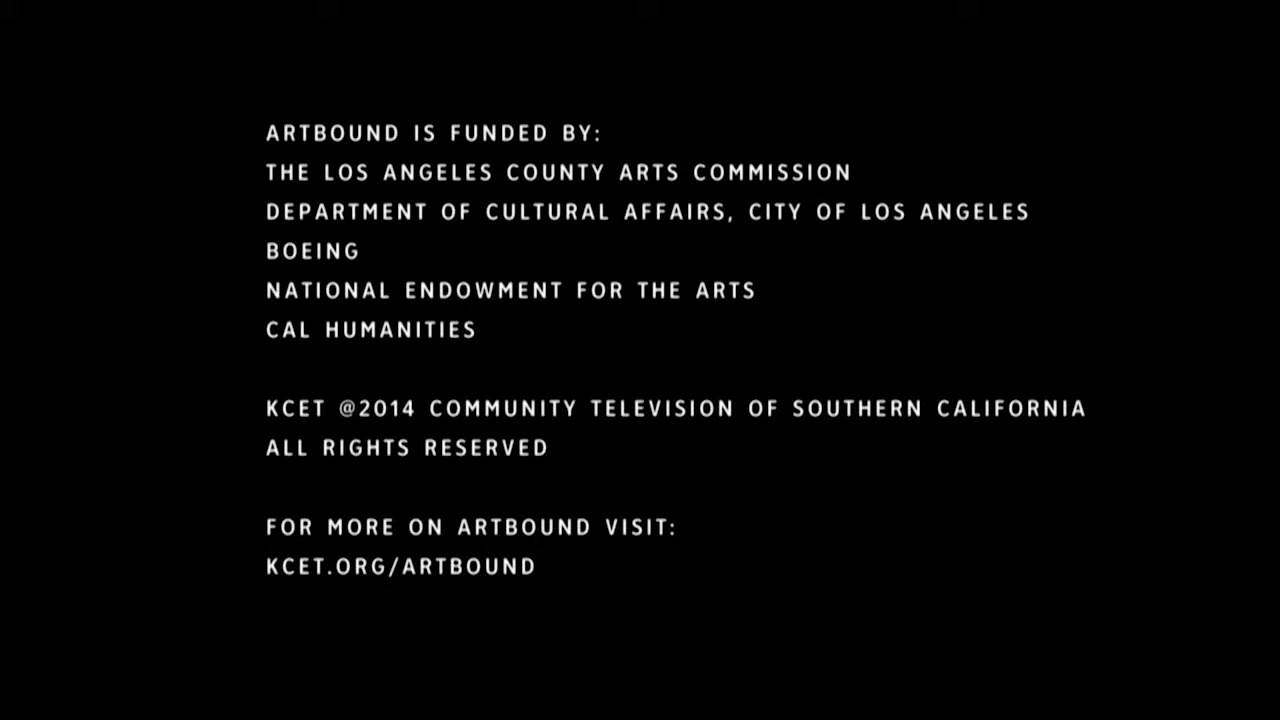 ARTBOUND IS FUNDED BY:
THE LOS ANGELES COUNTY ARTS COMMISSION
DEPARTMENT OF CULTURAL AFFAIRS, CITY OF LOS ANGELES
BOEING
NATIONAL ENDOWMENT FOR THE ARTS
CAL HUMANITIES
KCET @2014 COMMUNITY TELEVISION OF SOUTHERN CALIFORNIA
ALL RIGHTS RESERVED
FOR MORE ON ARTBOUND VISIT:
KCET.ORG/ARTBOUND